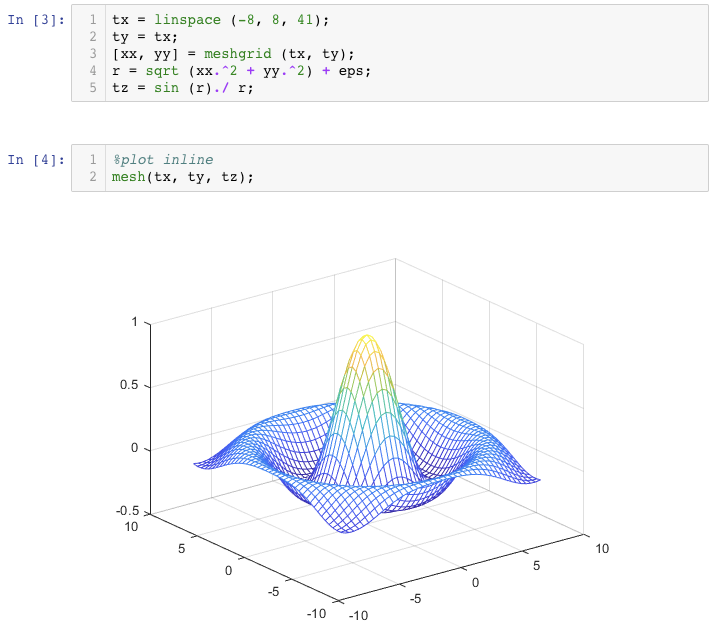 In [3]:
1 tx = linspace (-8, 8, 41);
2 ty = tx;
3 [xx, yy] = meshgrid (tx, ty);
4 r = sqrt (xx.^2 + yy.^2) + eps;
5 tz = sin (r)./ r;
In [4]:
1 %plot inline
2 mesh(tx, ty, tz);
1
0.5
0
-0.5
10
5
0
-5
-10
-10
-5
0
5
10